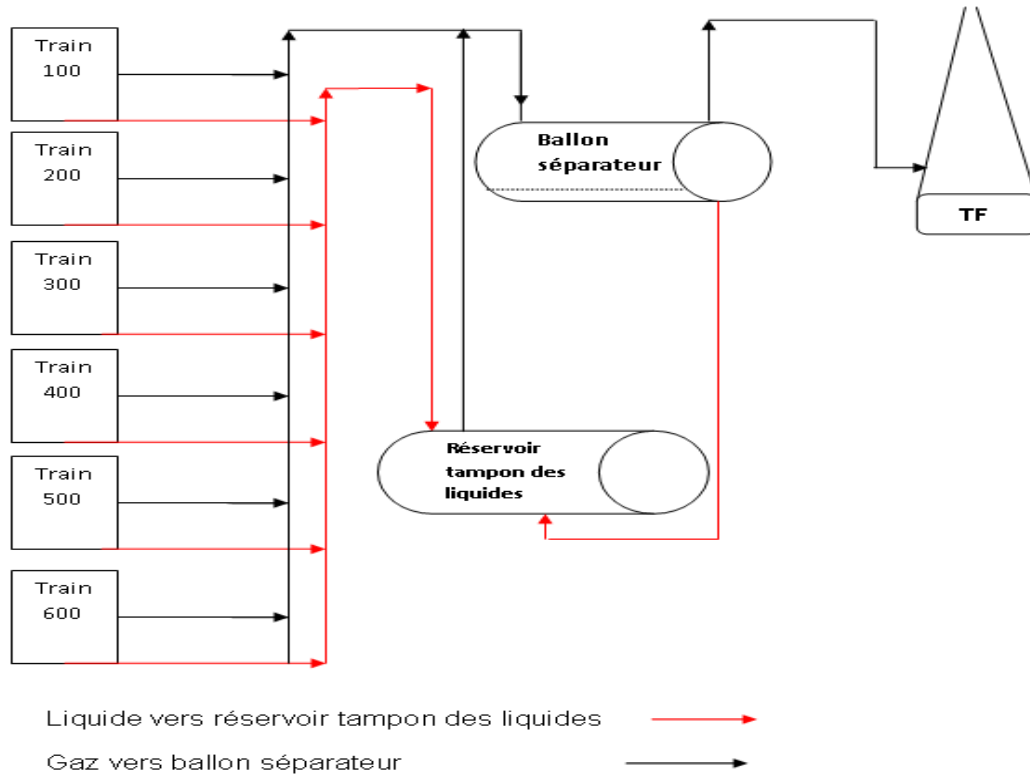 Train
100
Train
200
Train
300
Train
400
Train
500
Train
600
Ballon
séparateur
TF
Réservoir
tampon des
liquides
Liquide vers réservoir tampon des liquides
Gaz vers ballon séparateur